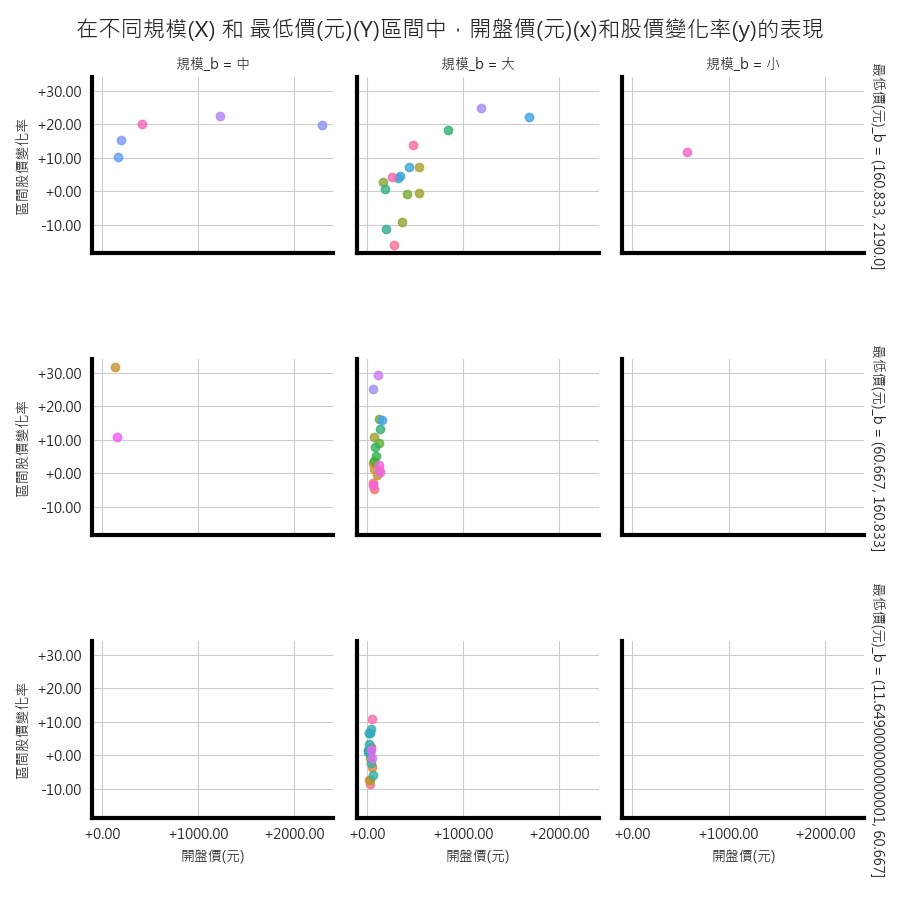 在不同規模(X) 和 最低價(元)(Y)區間中，開盤價(元)(x)和股價變化率(y)的表現
規模_b = 中
規模_b = 大
規模_b = 小
+30.00
+20.00
+10.00
+0.00
-10.00
區間股價變化率
最低價(元)_b = (160.833, 2190.0]
+30.00
+20.00
+10.00
+0.00
-10.00
區間股價變化率
最低價(元)_b = (60.667, 160.833]
+30.00
+20.00
+10.00
+0.00
-10.00
區間股價變化率
最低價(元)_b = (11.649000000000001, 60.667]
+0.00 +1000.00 +2000.00
+0.00 +1000.00 +2000.00
+0.00 +1000.00 +2000.00
開盤價(元)
開盤價(元)
開盤價(元)